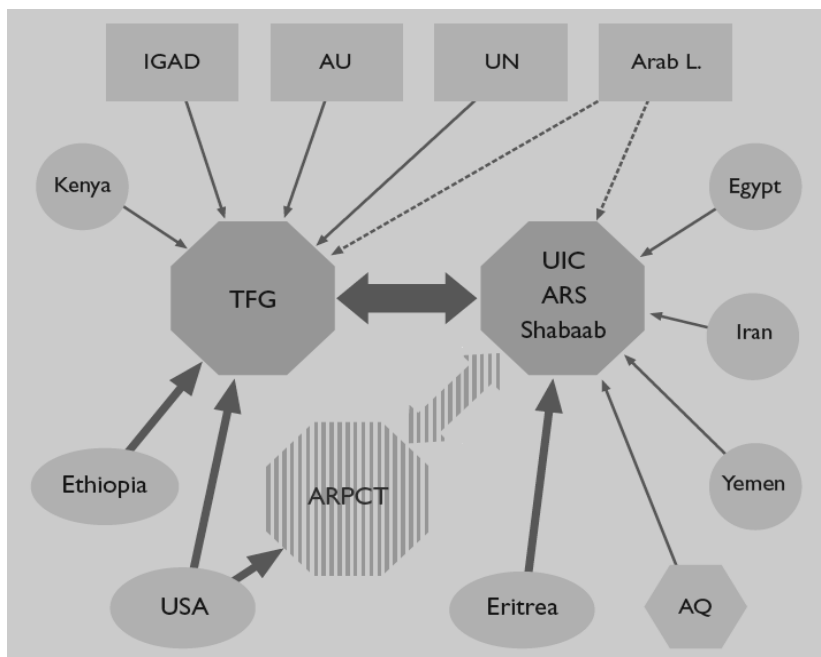 IGAD
AU
UN
Arab L.
Kenya
Egypt
TFG
UIC
ARS
Shabaab
Iran
Ethiopia
ARPCT
Yemen
USA
Eritrea
AQ